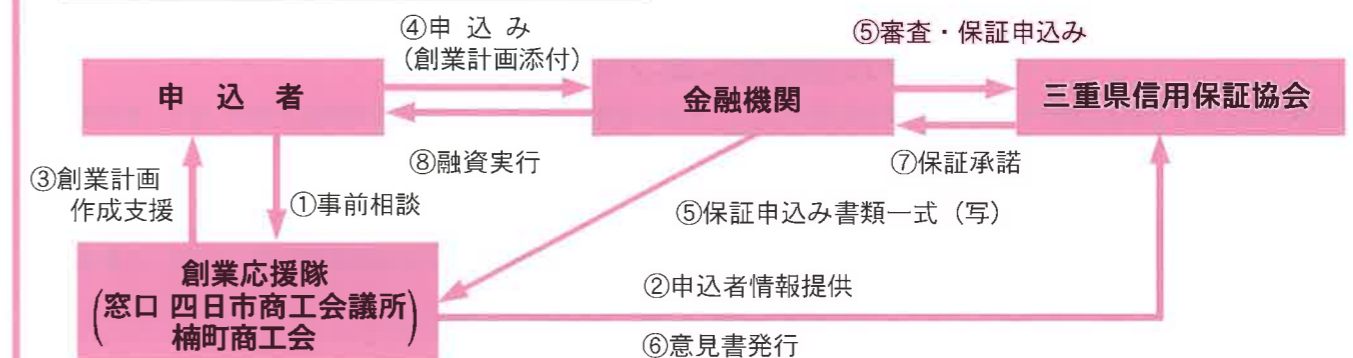 ④申 込 み
(創業計画添付)
⑤審査・保証申込み
申 込 者
金融機関
三重県信用保証協会
⑧融資実行
⑦保証承諾
③創業計画
作成支援
①事前相談
⑤保証申込み書類一式(写)
創業応援隊
(窓口 四日市商工会議所
楠町商工会)
②申込者情報提供
⑥意見書発行